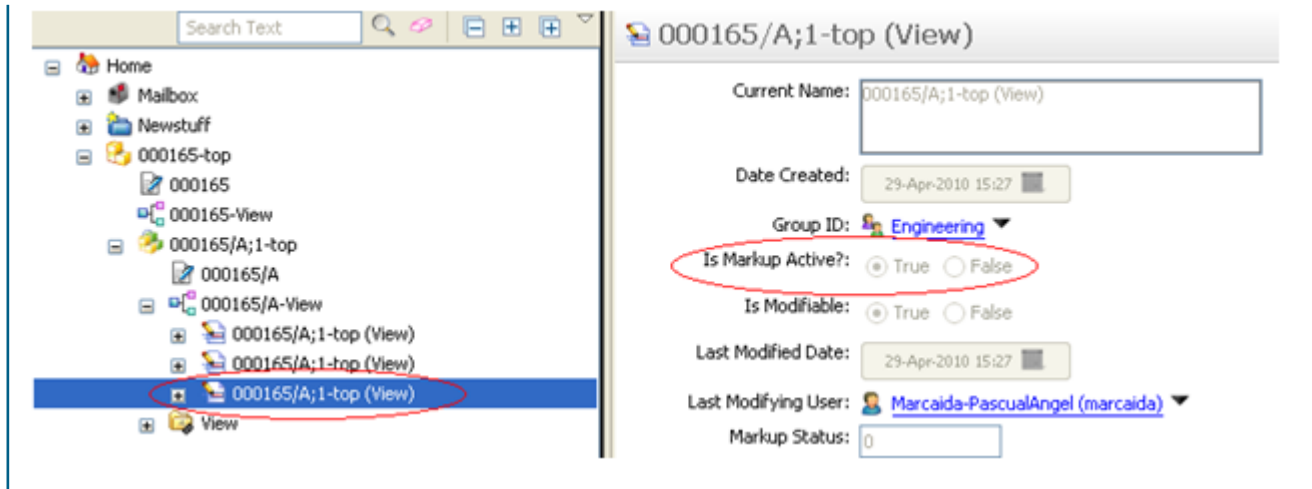 Search Text
Home
Mailbox
Newstuff
000165-top
000165
000165-View
000165/A;1-top
000165/A
000165/A-View
000165/A;1-top (View)
000165/A;1-top (View)
000165/A;1-top (View)
View
000165/A;1-top (View)
Current Name: 000165/A;1-top (View)
Date Created: 29-Apr-2010 15:27
Group ID: Engineering
Is Markup Active?: True False
Is Modifiable: True False
Last Modified Date: 29-Apr-2010 15:27
Last Modifying User: Marcaida-PascualAngel (marcaida)
Markup Status: 0